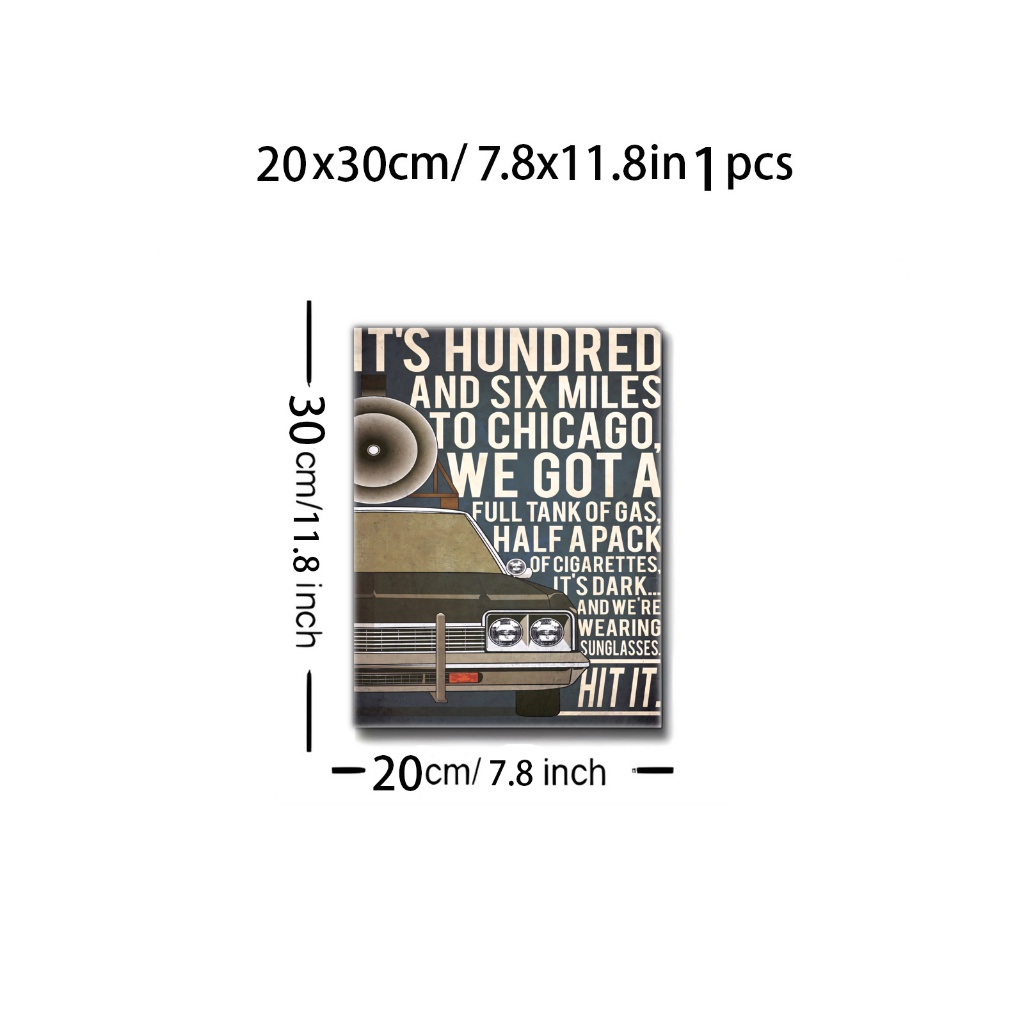 20x30cm/ 7.8x11.8in 1 pcs
IT'S HUNDRED
AND SIX MILES
TO CHICAGO,
WE GOT A
FULL TANK OF GAS,
HALF A PACK
OF CIGARETTES,
IT'S DARK...
AND WE'RE
WEARING
SUNGLASSES.
HIT IT.
30cm/11.8 inch
20cm/ 7.8 inch